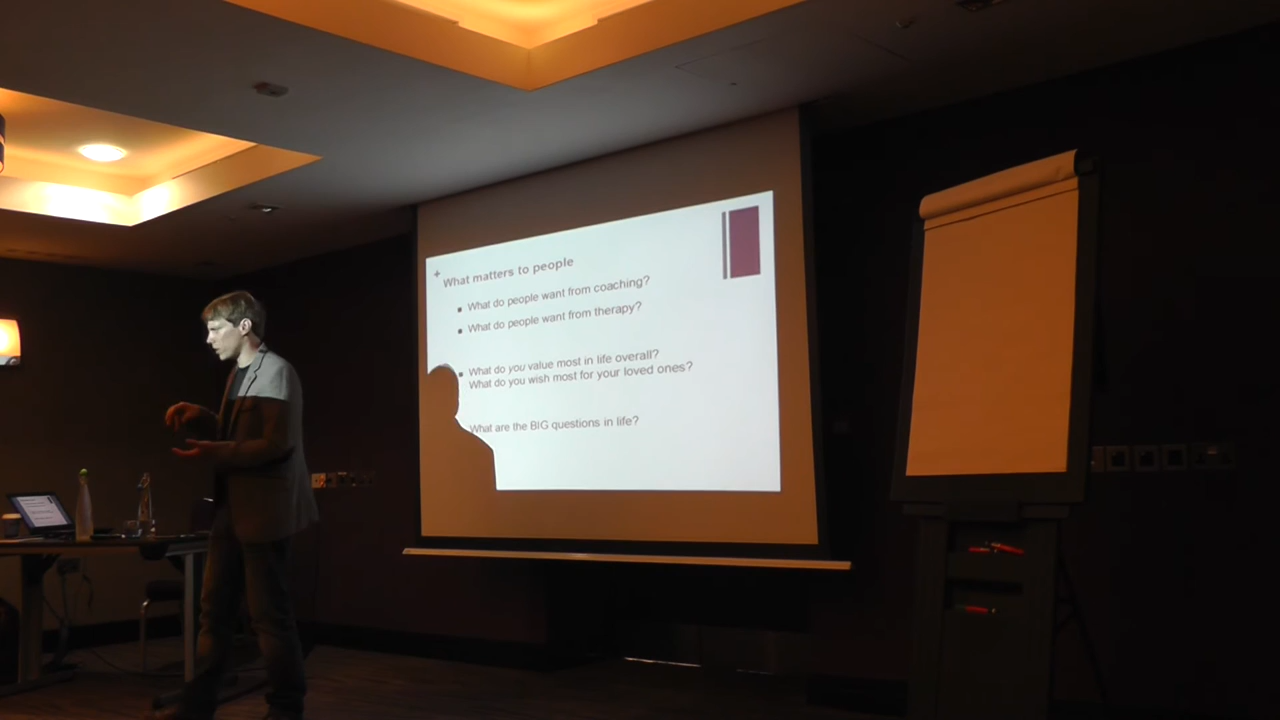 + What matters to people
■ What do people want from coaching?
■ What do people want from therapy?
■ What do you value most in life overall?
What do you wish most for your loved ones?
What are the BIG questions in life?